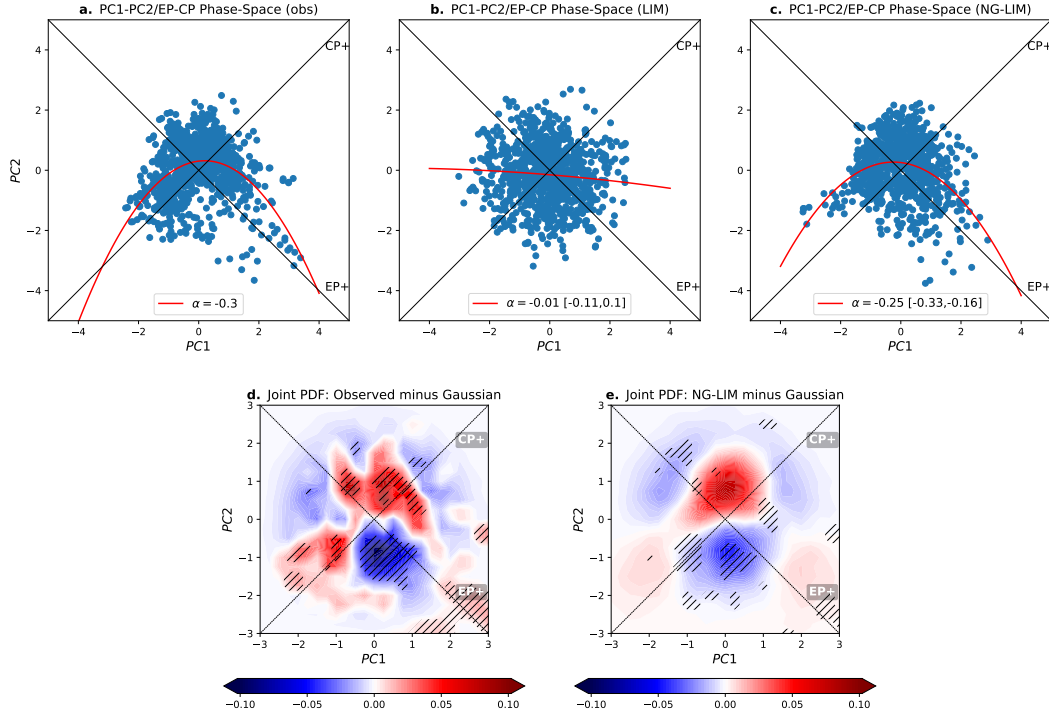 a. PC1-PC2/EP-CP Phase-Space (obs)
b. PC1-PC2/EP-CP Phase-Space (LIM)
c. PC1-PC2/EP-CP Phase-Space (NG-LIM)
PC2
4
2
0
−2
−4
CP+
EP+
α = -0.3
−4 −2 0 2 4
PC1
4
2
0
−2
−4
CP+
EP+
α = -0.01 [-0.11,0.1]
−4 −2 0 2 4
PC1
4
2
0
−2
−4
CP+
EP+
α = -0.25 [-0.33,-0.16]
−4 −2 0 2 4
PC1
d. Joint PDF: Observed minus Gaussian
e. Joint PDF: NG-LIM minus Gaussian
PC2
3
2
1
0
−1
−2
−3
CP+
EP+
−3 −2 −1 0 1 2 3
PC1
−0.10 −0.05 0.00 0.05 0.10
PC2
3
2
1
0
−1
−2
−3
CP+
EP+
−3 −2 −1 0 1 2 3
PC1
−0.10 −0.05 0.00 0.05 0.10